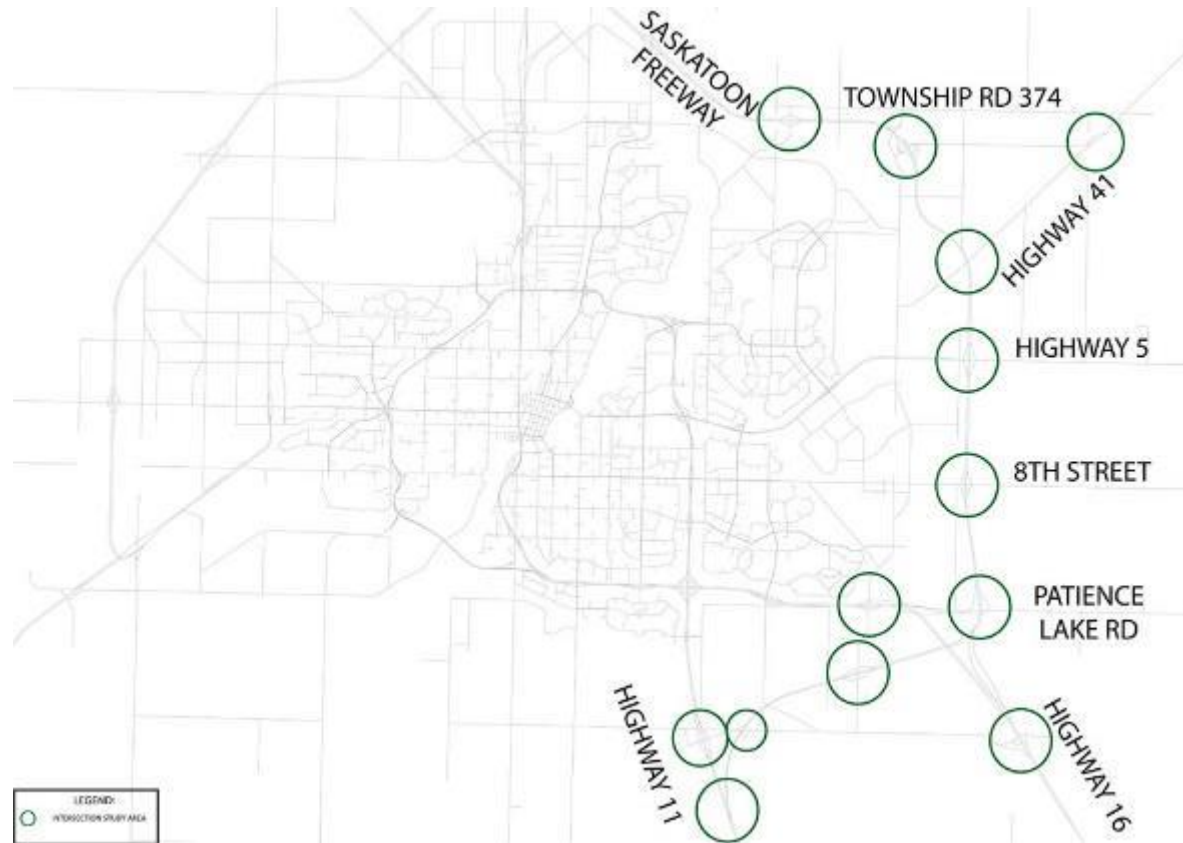 SASKATOON
FREEWAY
TOWNSHIP RD 374
HIGHWAY 41
HIGHWAY 5
8TH STREET
PATIENCE
LAKE RD
HIGHWAY 11
HIGHWAY 16
LEGEND:
INTERSECTION STUDY AREA